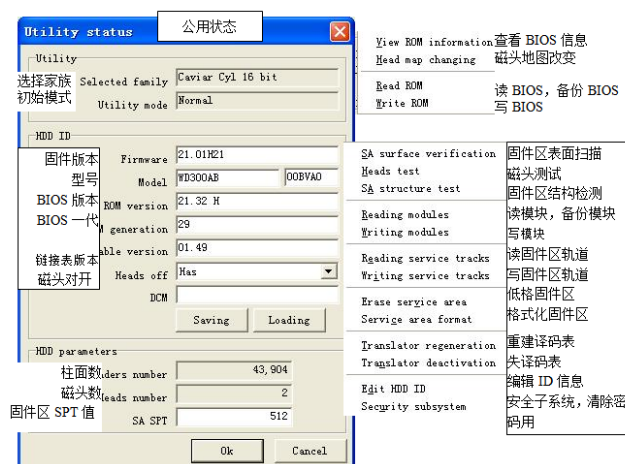 Utility status
公用状态
Utility
选择家族
Selected family
Caviar Cyl 16 bit
初始模式
Utility mode
Normal
HDD ID
固件版本
Firmware
21.01H21
型号
Model
WD300AB
00BVA0
BIOS 版本
ROM version
21.32 H
BIOS 一代
generation
29
链接表版本
version
01.49
磁头对开
Heads off
Has
DCM
Saving
Loading
HDD parameters
柱面数
number
43,904
磁头数
number
2
固件区 SPT 值
SA SPT
512
Ok
Cancel
View ROM information
查看 BIOS 信息
Head map changing
磁头地图改变
Read ROM
读 BIOS，备份 BIOS
Write ROM
写 BIOS
SA surface verification
固件区表面扫描
Heads test
磁头测试
SA structure test
固件区结构检测
Reading modules
读模块，备份模块
Writing modules
写模块
Reading service tracks
读固件区轨道
Writing service tracks
写固件区轨道
Erase service area
低格固件区
Service area format
格式化固件区
Translator regeneration
重建译码表
Translator deactivation
失译码表
Edit HDD ID
编辑 ID 信息
Security subsystem
安全子系统，清除密
码用